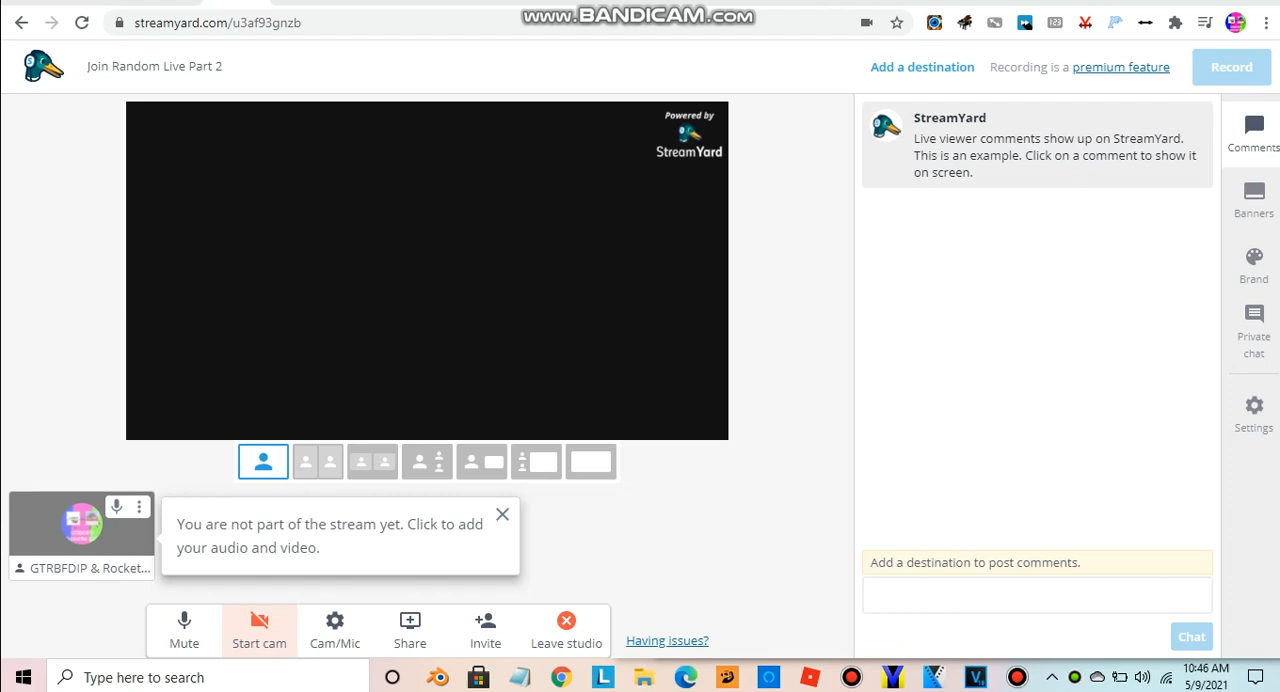 streamyard.com/u3af93gnzb
www.BANDICAM.com
123
Join Random Live Part 2
Add a destination
Recording is a premium feature
Record
Powered by
StreamYard
StreamYard
Live viewer comments show up on StreamYard.
This is an example. Click on a comment to show it
on screen.
Comments
Banners
Brand
Private
chat
Settings
You are not part of the stream yet. Click to add
your audio and video.
GTRBFDIP & Rocket...
Add a destination to post comments.
Mute
Start cam
Cam/Mic
Share
Invite
Leave studio
Having issues?
Chat
Type here to search
10:46 AM
5/9/2021